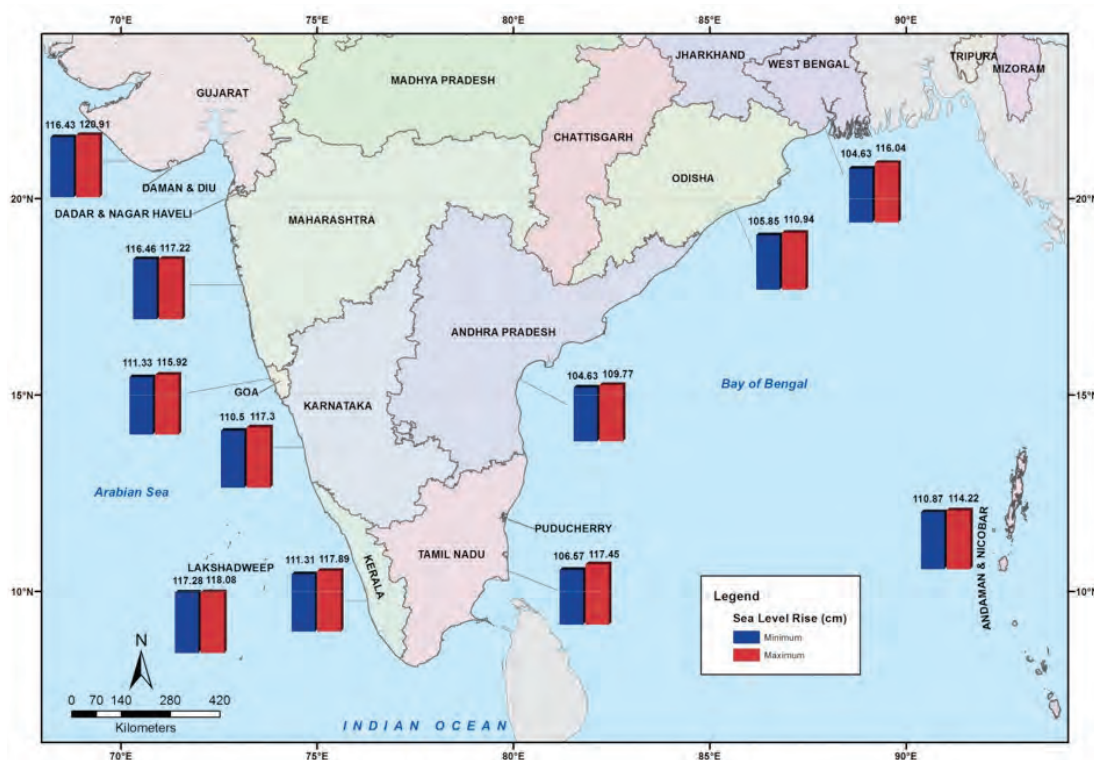 70°E 75°E 80°E 85°E 90°E
JHARKHAND
WEST BENGAL
TRIPURA
MIZORAM
MADHYA PRADESH
GUJARAT
116.43 120.91
CHATTISGARH
104.63 116.04
DAMAN & DIU
ODISHA
20°N
20°N
DADAR & NAGAR HAVELI
MAHARASHTRA
105.85 110.94
116.46 117.22
ANDHRA PRADESH
111.33 115.92
104.63 109.77
Bay of Bengal
15°N
15°N
GOA
KARNATAKA
110.5 117.3
Arabian Sea
110.87 114.22
PUDUCHERRY
TAMIL NADU
KERALA
106.57 117.45
LAKSHADWEEP
117.28 118.08
111.31 117.89
ANDAMAN & NICOBAR
10°N
10°N
Legend
Sea Level Rise (cm)
Minimum
Máximum
N
0 70 140 280 420
Kilometers
INDIAN OCEAN
70°E 75°E 80°E 85°E 90°E